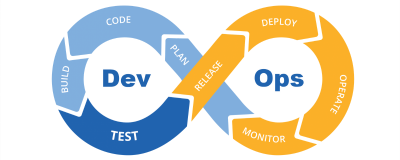 CODE
DEPLOY
PLAN
BUILD
Dev
RELEASE
Ops
OPERATE
TEST
MONITOR